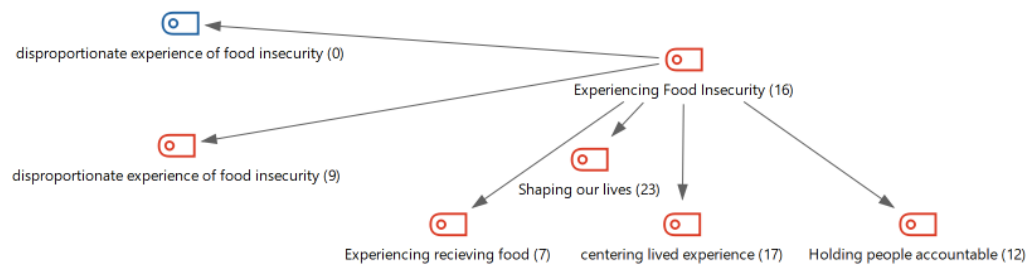 disproportionate experience of food insecurity (0)
Experiencing Food Insecurity (16)
disproportionate experience of food insecurity (9)
Shaping our lives (23)
Experiencing recieving food (7)
centering lived experience (17)
Holding people accountable (12)